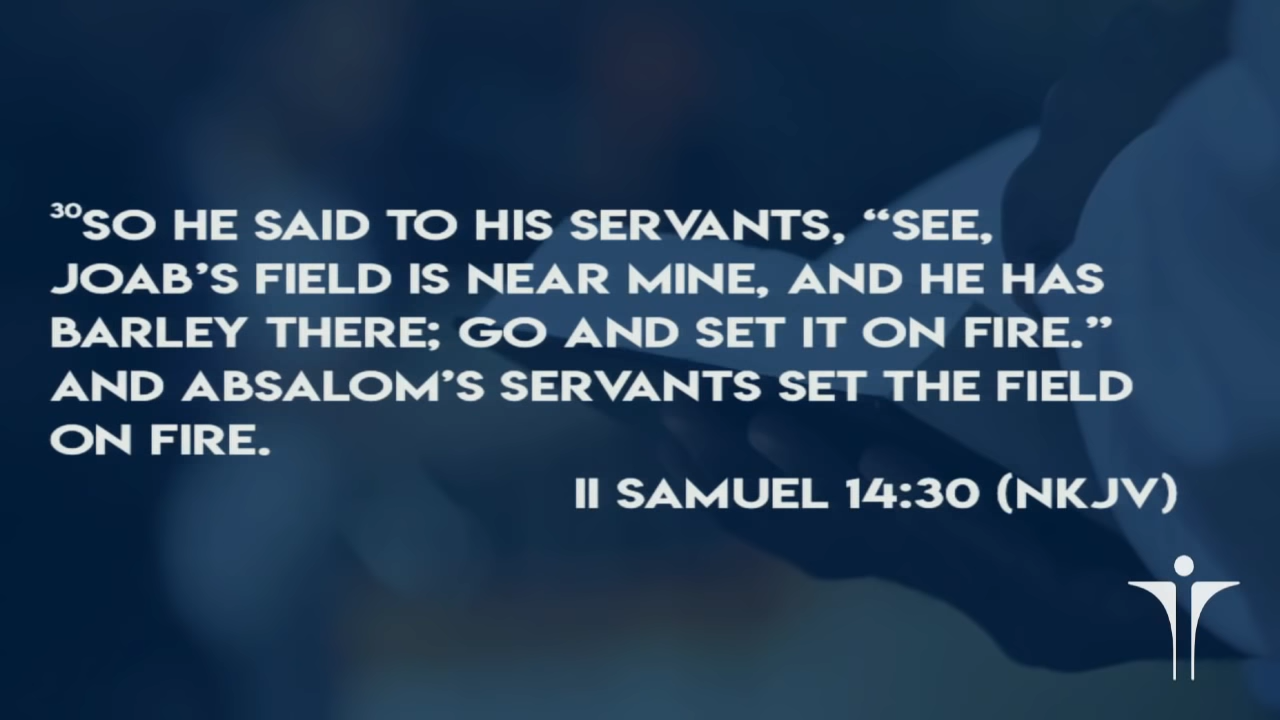 ³⁰SO HE SAID TO HIS SERVANTS, “SEE,
JOAB’S FIELD IS NEAR MINE, AND HE HAS
BARLEY THERE; GO AND SET IT ON FIRE.”
AND ABSALOM’S SERVANTS SET THE FIELD
ON FIRE.
II SAMUEL 14:30 (NKJV)